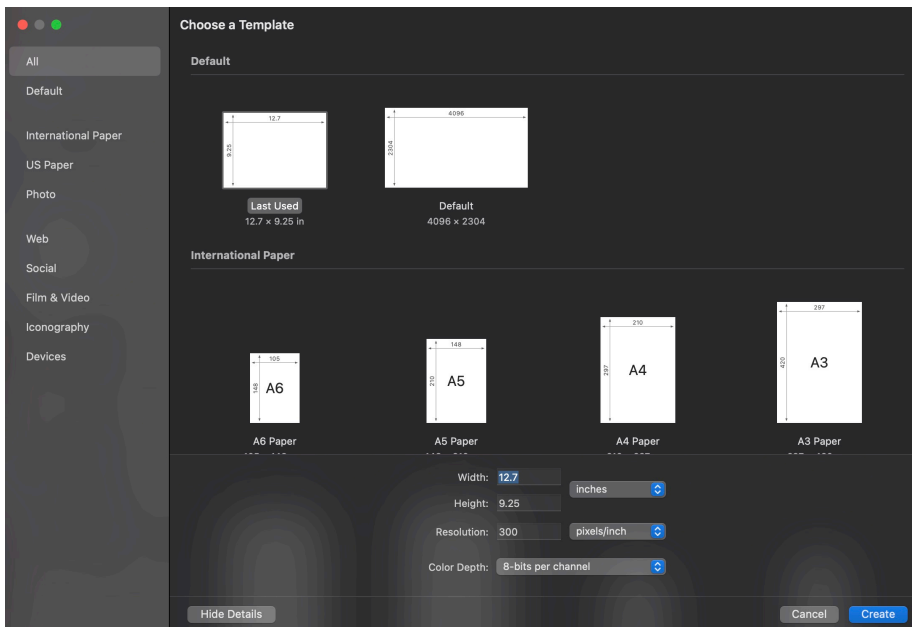 Choose a Template
All
Default
International Paper
US Paper
Photo
Web
Social
Film & Video
Iconography
Devices
Default
12.7
9.25
Last Used
12.7 × 9.25 in
4096
2304
Default
4096 × 2304
International Paper
105
148
A6
A6 Paper
148
210
A5
A5 Paper
210
297
A4
A4 Paper
297
420
A3
A3 Paper
Width: 12.7
inches
Height: 9.25
Resolution: 300 pixels/inch
Color Depth: 8-bits per channel
Hide Details
Cancel
Create